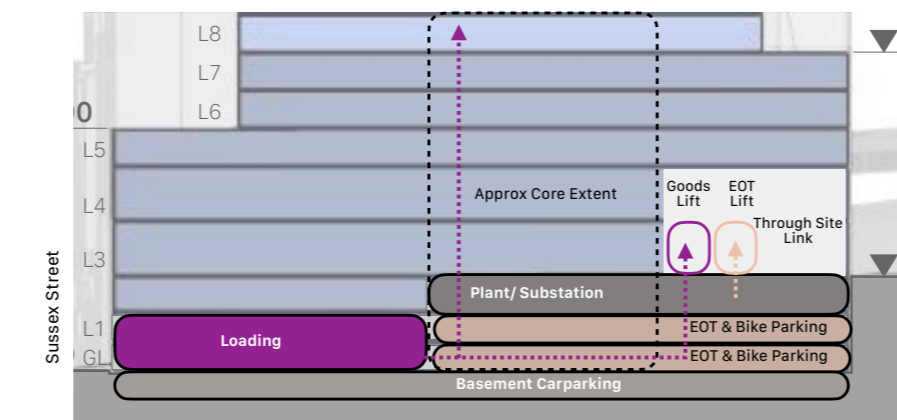 L8
L7
L6
00
L5
L4
L3
L1
GL
Sussex Street
Approx Core Extent
Goods
Lift
EOT
Lift
Through Site
Link
Plant/ Substation
Loading
EOT & Bike Parking
EOT & Bike Parking
Basement Carparking